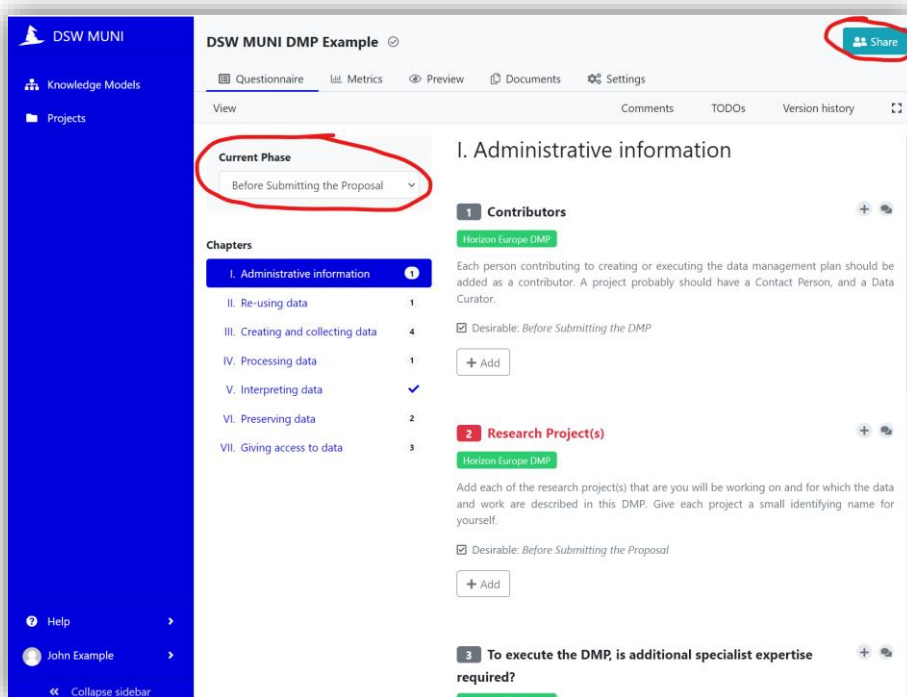 DSW MUNI
Knowledge Models
Projects
Help
John Example
Collapse sidebar
DSW MUNI DMP Example
Share
Questionnaire Metrics Preview Documents Settings
View Comments TODOs Version history
Current Phase
Before Submitting the Proposal
Chapters
I. Administrative information 1
II. Re-using data 1
III. Creating and collecting data 4
IV. Processing data 1
V. Interpreting data
VI. Preserving data 2
VII. Giving access to data 3
I. Administrative information
1 Contributors
Horizon Europe DMP
Each person contributing to creating or executing the data management plan should be
added as a contributor. A project probably should have a Contact Person, and a Data
Curator.
Desirable: Before Submitting the DMP
+ Add
2 Research Project(s)
Horizon Europe DMP
Add each of the research project(s) that are you will be working on and for which the data
and work are described in this DMP. Give each project a small identifying name for
yourself.
Desirable: Before Submitting the Proposal
+ Add
3 To execute the DMP, is additional specialist expertise
required?